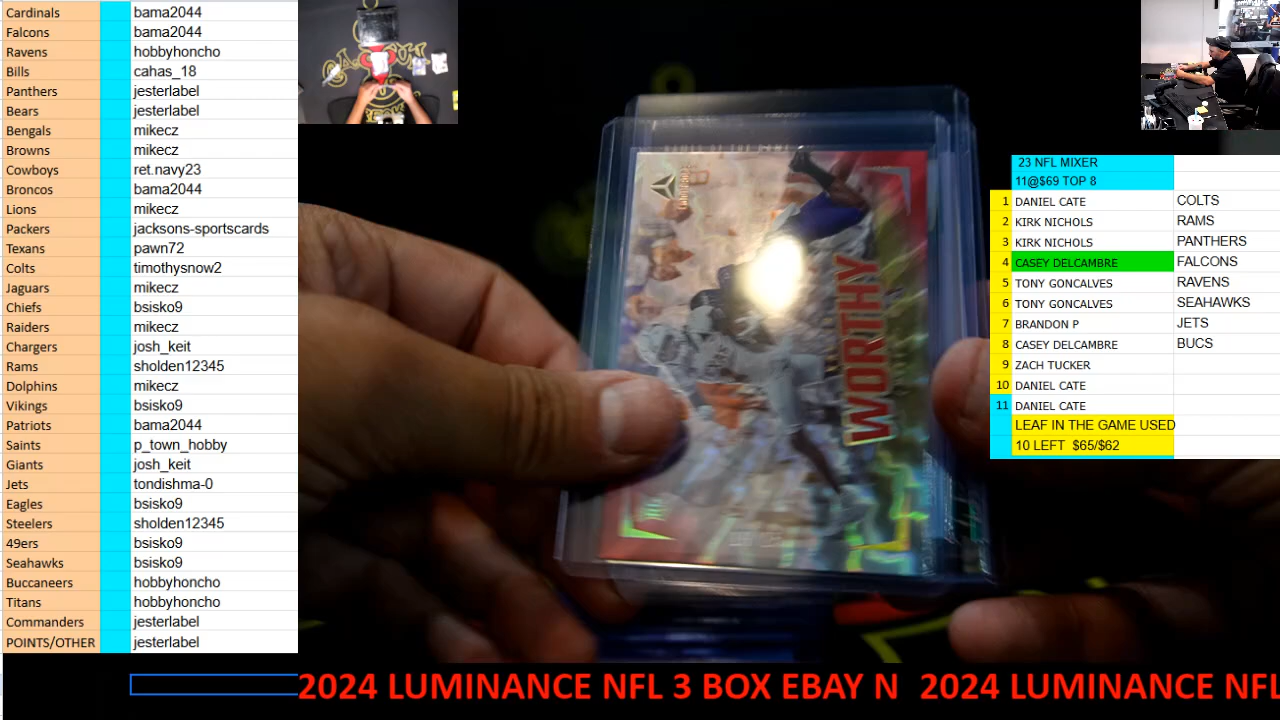 Cardinals bama2044
Falcons bama2044
Ravens hobbyhoncho
Bills cahas_18
Panthers jesterlabel
Bears jesterlabel
Bengals mikecz
Browns mikecz
Cowboys ret.navy23
Broncos bama2044
Lions mikecz
Packers jacksons-sportscards
Texans pawn72
Colts timothysnow2
Jaguars mikecz
Chiefs bsisko9
Raiders mikecz
Chargers josh_keit
Rams sholden12345
Dolphins mikecz
Vikings bsisko9
Patriots bama2044
Saints p_town_hobby
Giants josh_keit
Jets tondishma-0
Eagles bsisko9
Steelers sholden12345
49ers bsisko9
Seahawks bsisko9
Buccaneers hobbyhoncho
Titans hobbyhoncho
Commanders jesterlabel
POINTS/OTHER jesterlabel
WORTHY
23 NFL MIXER
11@$69 TOP 8
1 DANIEL CATE COLTS
2 KIRK NICHOLS RAMS
3 KIRK NICHOLS PANTHERS
4 CASEY DELCAMBRE FALCONS
5 TONY GONCALVES RAVENS
6 TONY GONCALVES SEAHAWKS
7 BRANDON P JETS
8 CASEY DELCAMBRE BUCS
9 ZACH TUCKER
10 DANIEL CATE
11 DANIEL CATE
LEAF IN THE GAME USED
10 LEFT $65/$62
2024 LUMINANCE NFL 3 BOX EBAY N 2024 LUMINANCE NFL